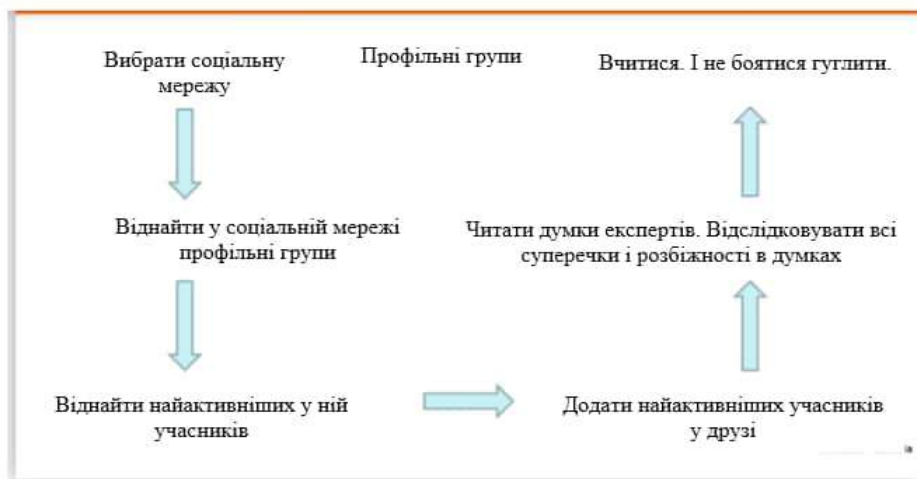 Профільні групи
Вибрати соціальну
мережу
Віднайти у соціальній мережі
профільні групи
Віднайти найактивніших у ній
учасників
Додати найактивніших учасників
у друзі
Читати думки експертів. Відслідковувати всі
суперечки і розбіжності в думках
Вчитися. І не боятися гуглити.